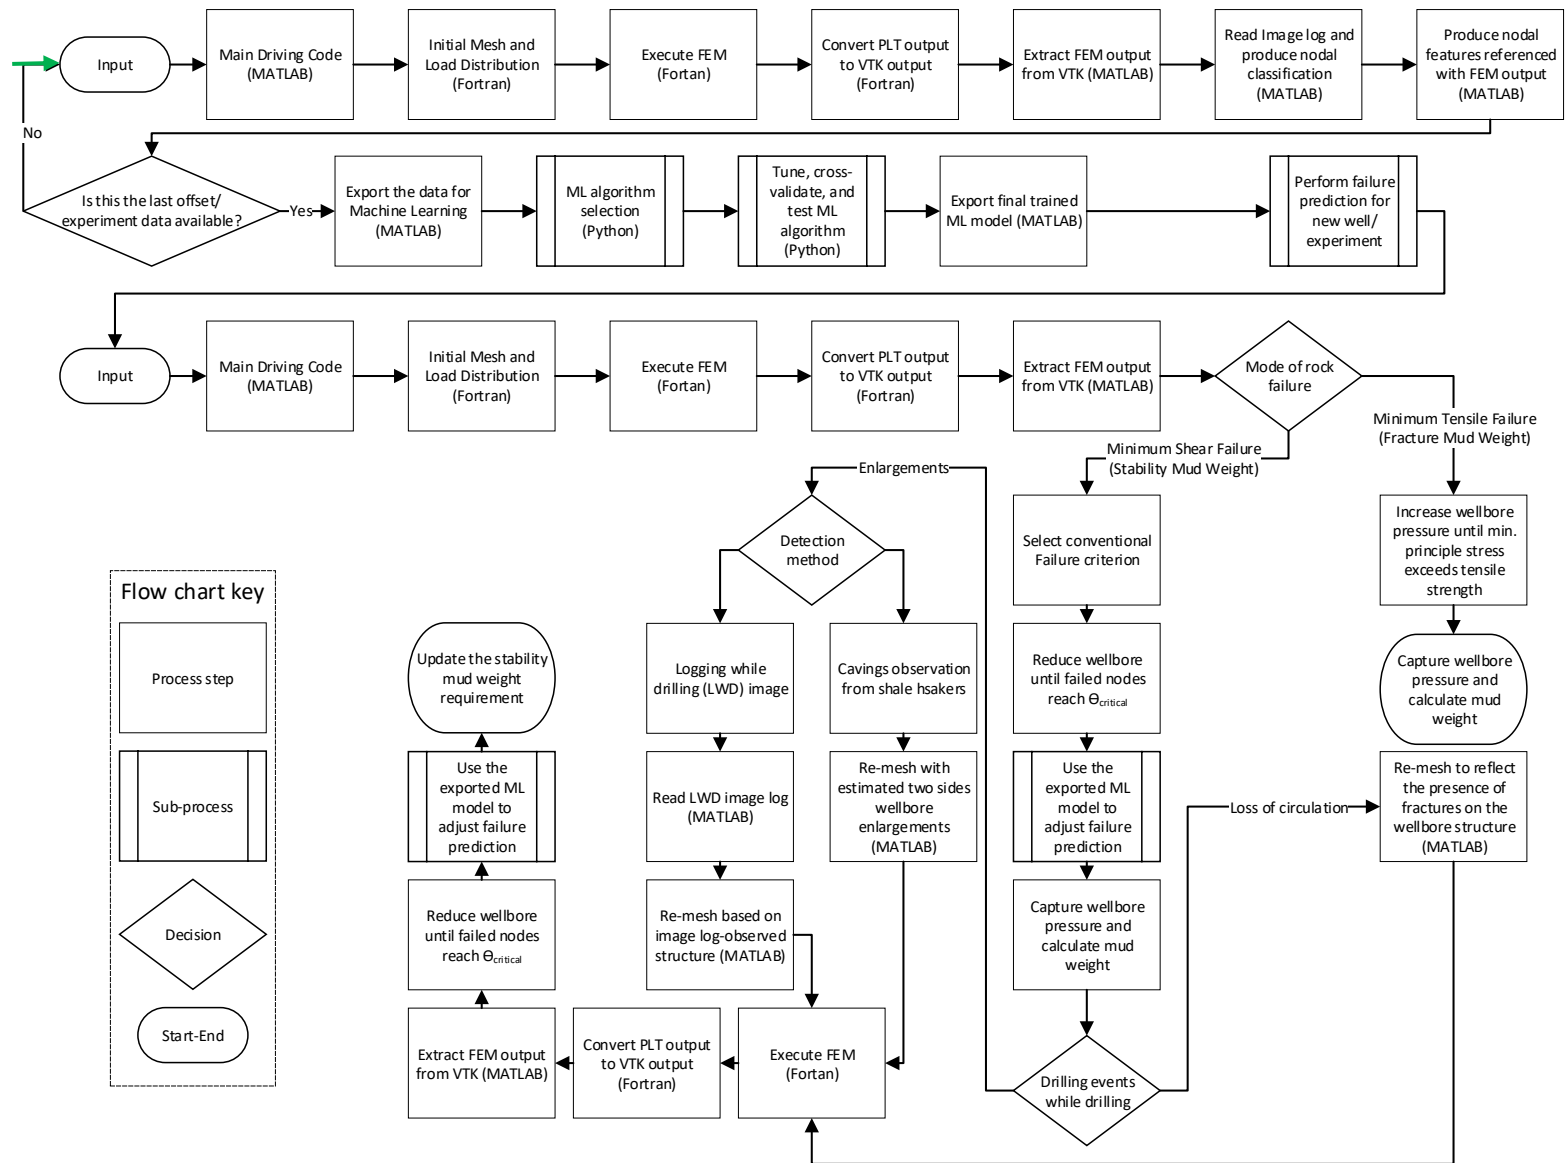 Input
Main Driving Code
(MATLAB)
Initial Mesh and
Load Distribution
(Fortran)
Execute FEM
(Fortan)
Convert PLT output
to VTK output
(Fortran)
Extract FEM output
from VTK (MATLAB)
Read Image log and
produce nodal
classification
(MATLAB)
Produce nodal
features referenced
with FEM output
(MATLAB)
No
Is this the last offset/
experiment data available?
Yes
Export the data for
Machine Learning
(MATLAB)
ML algorithm
selection
(Python)
Tune, cross-
validate, and
test ML
algorithm
(Python)
Export final trained
ML model (MATLAB)
Perform failure
prediction for
new well/
experiment
Input
Main Driving Code
(MATLAB)
Initial Mesh and
Load Distribution
(Fortran)
Execute FEM
(Fortan)
Convert PLT output
to VTK output
(Fortran)
Extract FEM output
from VTK (MATLAB)
Mode of rock
failure
Minimum Tensile Failure
(Fracture Mud Weight)
Minimum Shear Failure
(Stability Mud Weight)
Enlargements
Detection
method
Select conventional
Failure criterion
Increase wellbore
pressure until min.
principle stress
exceeds tensile
strength
Flow chart key
Process step
Sub-process
Decision
Start-End
Update the stability
mud weight
requirement
Logging while
drilling (LWD) image
Cavings observation
from shale hsakers
Reduce wellbore
until failed nodes
reach ϴcritical
Capture wellbore
pressure and
calculate mud
weight
Use the
exported ML
model to
adjust failure
prediction
Read LWD image log
(MATLAB)
Re-mesh with
estimated two sides
wellbore
enlargements
(MATLAB)
Use the
exported ML
model to
adjust failure
prediction
Loss of circulation
Re-mesh to reflect
the presence of
fractures on the
wellbore structure
(MATLAB)
Reduce wellbore
until failed nodes
reach ϴcritical
Re-mesh based on
image log-observed
structure (MATLAB)
Capture wellbore
pressure and
calculate mud
weight
Extract FEM output
from VTK (MATLAB)
Convert PLT output
to VTK output
(Fortran)
Execute FEM
(Fortan)
Drilling events
while drilling